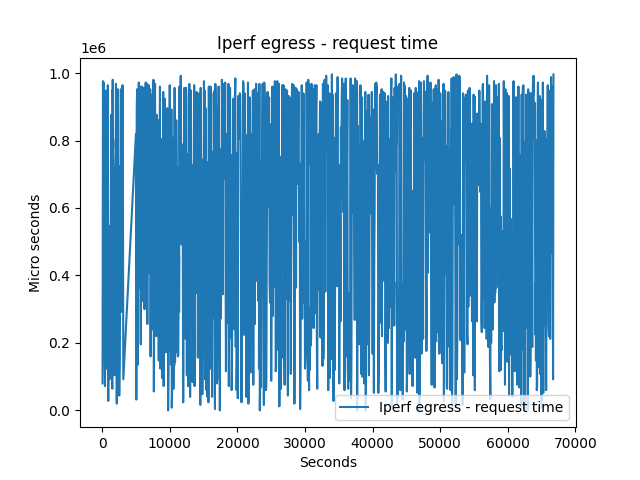 Iperf egress - request time
1e6
1.0
0.8
0.6
0.4
0.2
0.0
Micro seconds
Iperf egress - request time
0 10000 20000 30000 40000 50000 60000 70000
Seconds